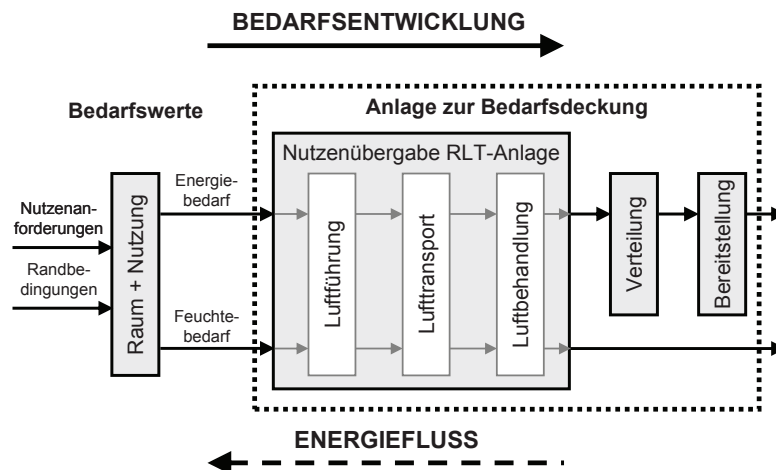 BEDARFSENTWICKLUNG
Bedarfswerte
Anlage zur Bedarfsdeckung
Nutzenübergabe RLT-Anlage
Nutzenan-
forderungen
Randbe-
dingungen
Raum + Nutzung
Energie-
bedarf
Feuchte-
bedarf
Luftführung
Lufttransport
Luftbehandlung
Verteilung
Bereitstellung
ENERGIEFLUSS